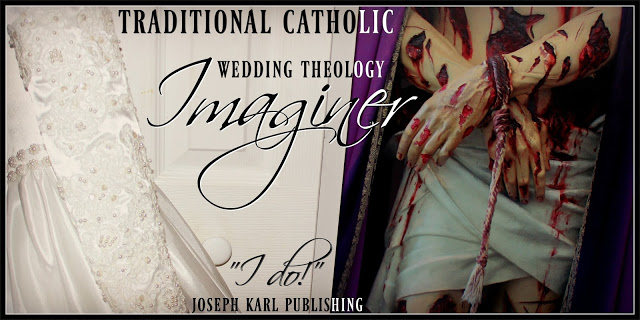 TRADITIONAL CATHOLIC
WEDDING THEOLOGY
Imaginer
"I do!"
JOSEPH KARL PUBLISHING